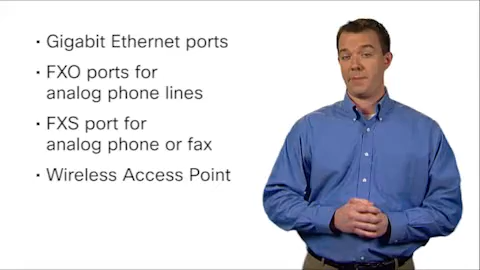 · Gigabit Ethernet ports
· FXO ports for
analog phone lines
· FXS port for
analog phone or fax
· Wireless Access Point